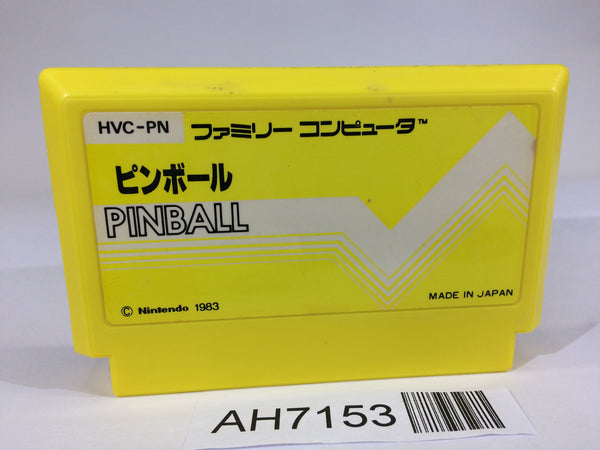 HVC-PN ファミリー コンピュータ™
ピンボール
PINBALL
© Nintendo 1983
MADE IN JAPAN
AH7153